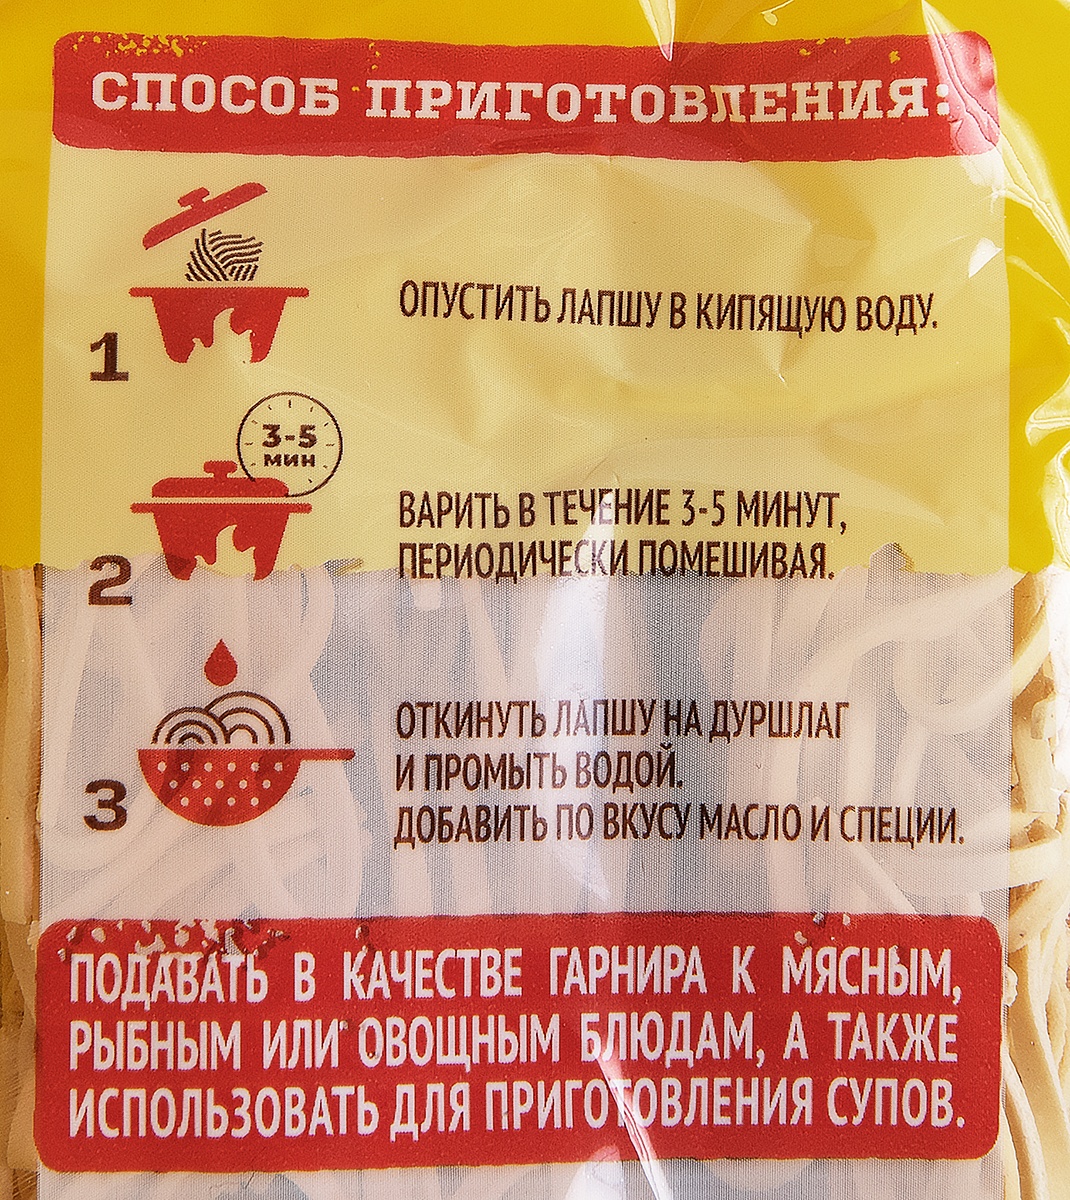 СПОСОБ ПРИГОТОВЛЕНИЯ:
1
ОПУСТИТЬ ЛАПШУ В КИПЯЩУЮ ВОДУ.
3-5
МИН
2
ВАРИТЬ В ТЕЧЕНИЕ 3-5 МИНУТ,
ПЕРИОДИЧЕСКИ ПОМЕШИВАЯ.
3
ОТКИНУТЬ ЛАПШУ НА ДУРШЛАГ
И ПРОМЫТЬ ВОДОЙ.
ДОБАВИТЬ ПО ВКУСУ МАСЛО И СПЕЦИИ.
ПОДАВАТЬ В КАЧЕСТВЕ ГАРНИРА К МЯСНЫМ,
РЫБНЫМ ИЛИ ОВОЩНЫМ БЛЮДАМ, А ТАКЖЕ
ИСПОЛЬЗОВАТЬ ДЛЯ ПРИГОТОВЛЕНИЯ СУПОВ.